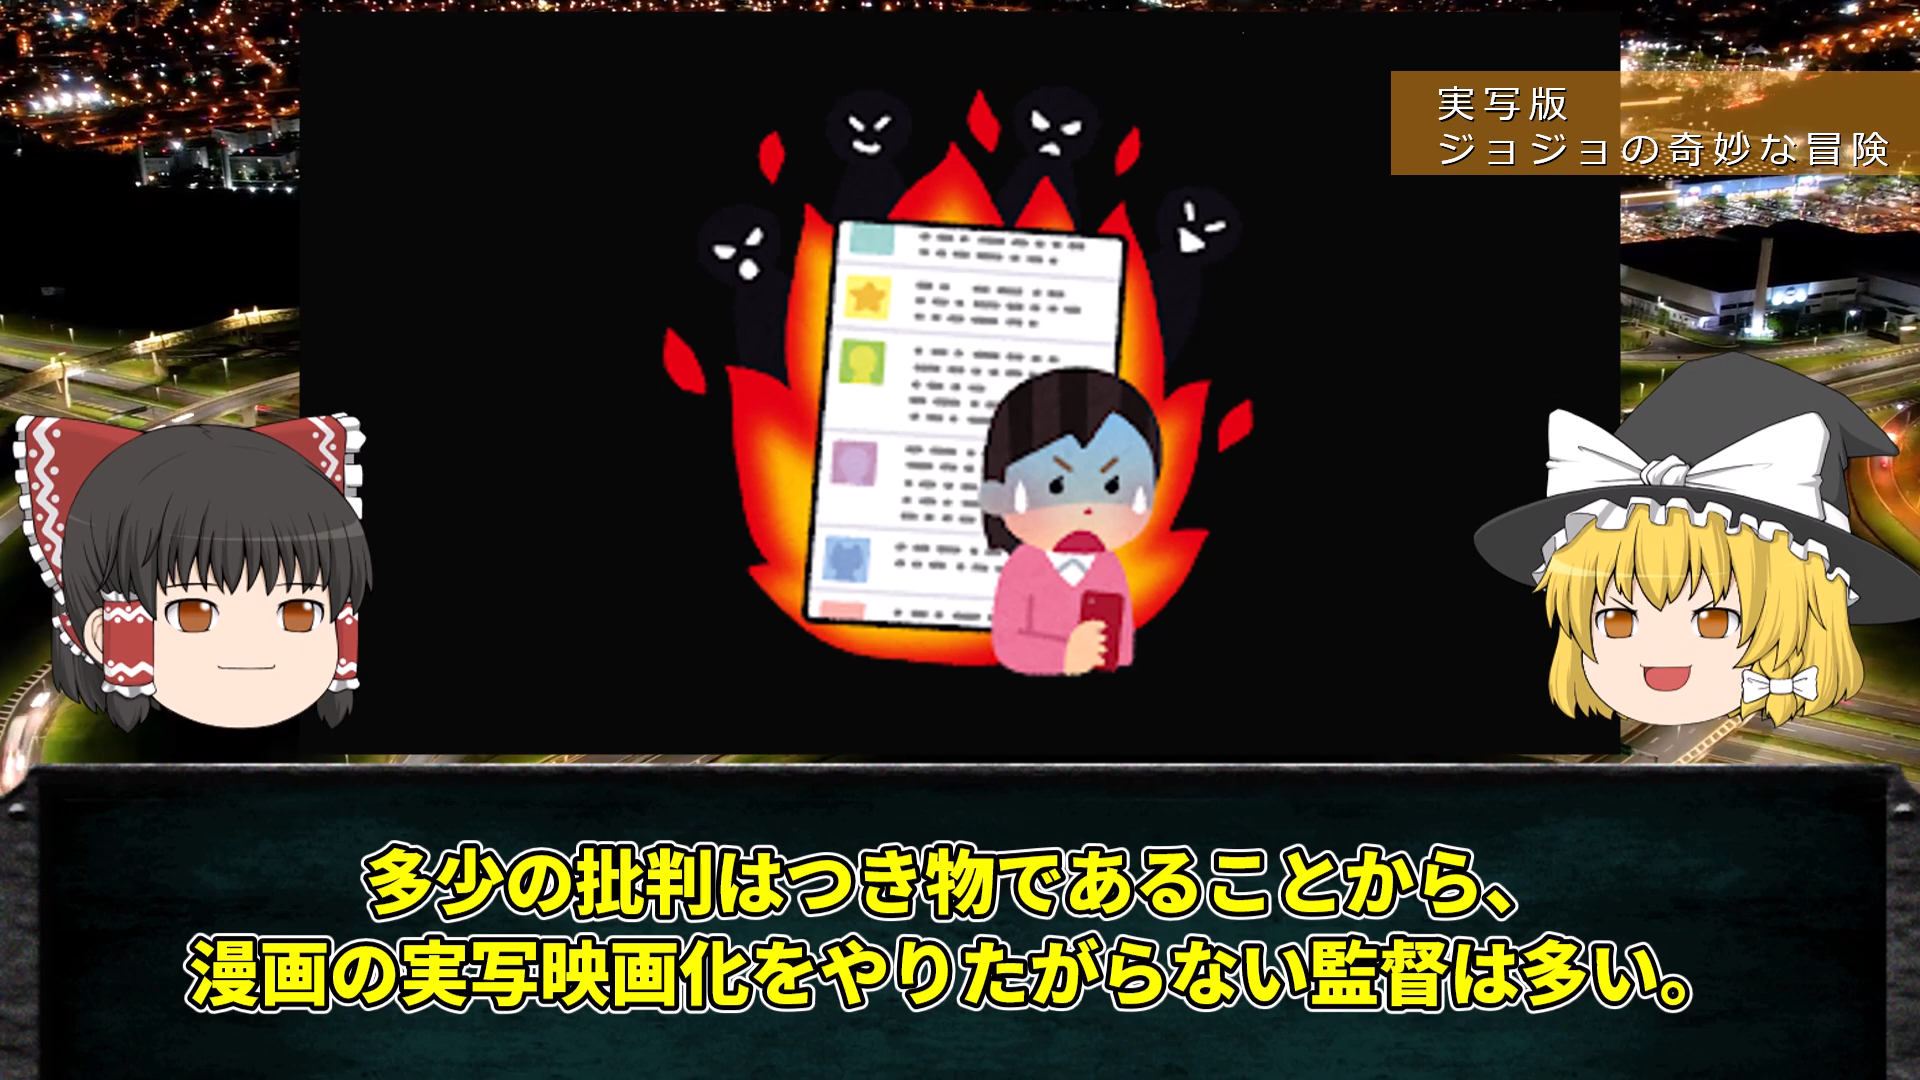 実写版
ジョジョの奇妙な冒険
多少の批判はつき物であることから、
漫画の実写映画化をやりたがらない監督は多い。